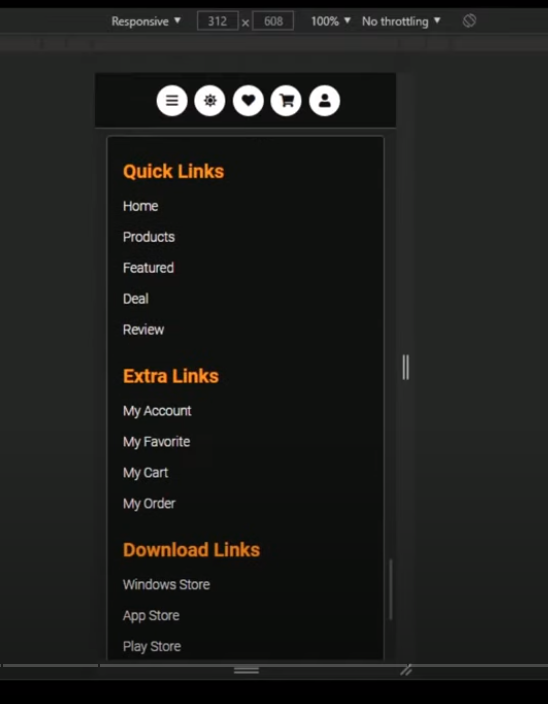 Responsive ▼ 312 x 608 100% ▼ No throttling ▼
Quick Links
Home
Products
Featured
Deal
Review
Extra Links
My Account
My Favorite
My Cart
My Order
Download Links
Windows Store
App Store
Play Store